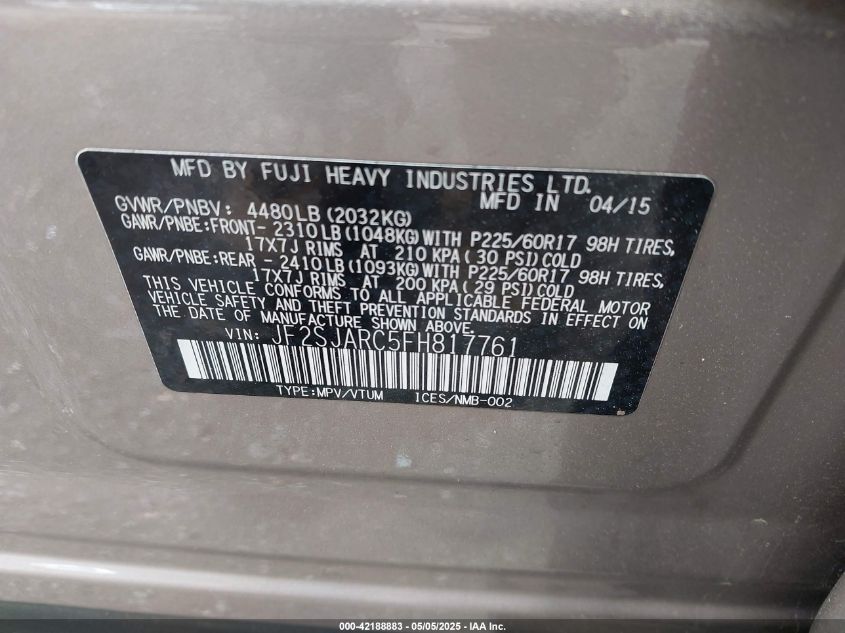 MFD BY FUJI HEAVY INDUSTRIES LTD.
MFD IN 04/15
GVWR/PNBV: 4480LB(2032KG)
GAWR/PNBE:FRONT-2310LB(1048KG)WITH P225/60R17 98H TIRES,
17X7J RIMS AT 210 KPA(30 PSI)COLD
GAWR/PNBE:REAR -2410LB(1093KG)WITH P225/60R17 98H TIRES,
17X7J RIMS AT 200 KPA(29 PSI)COLD
THIS VEHICLE CONFORMS TO ALL APPLICABLE FEDERAL MOTOR
VEHICLE SAFETY AND THEFT PREVENTION STANDARDS IN EFFECT ON
THE DATE OF MANUFACTURE SHOWN ABOVE.
VIN: JF2SJARC5FH817761
TYPE:MPV/VTUM ICES/NMB-002
000-42188883 - 05/05/2025 - IAA Inc.